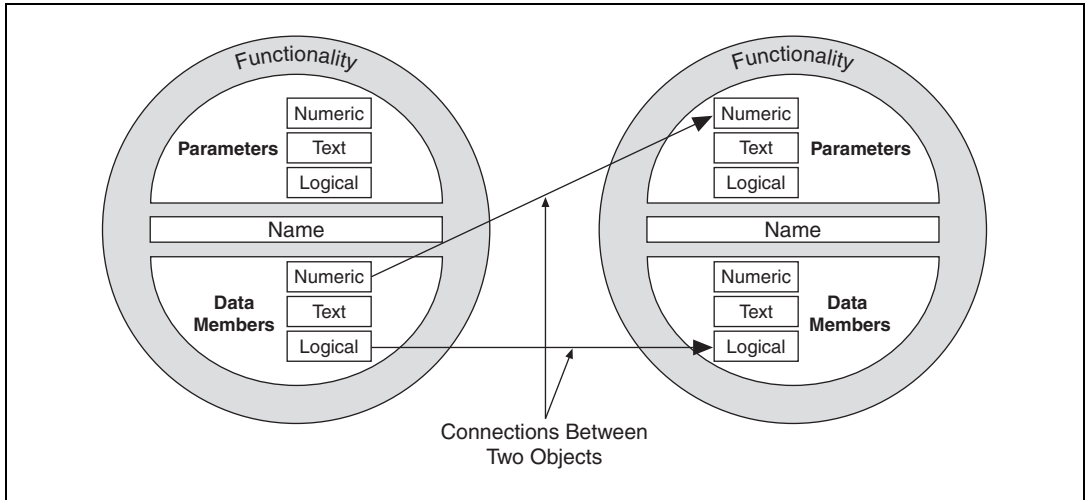 Functionality
Parameters
Numeric
Text
Logical
Name
Data
Members
Numeric
Text
Logical
Functionality
Numeric
Text
Logical
Parameters
Name
Numeric
Text
Logical
Data
Members
Connections Between
Two Objects